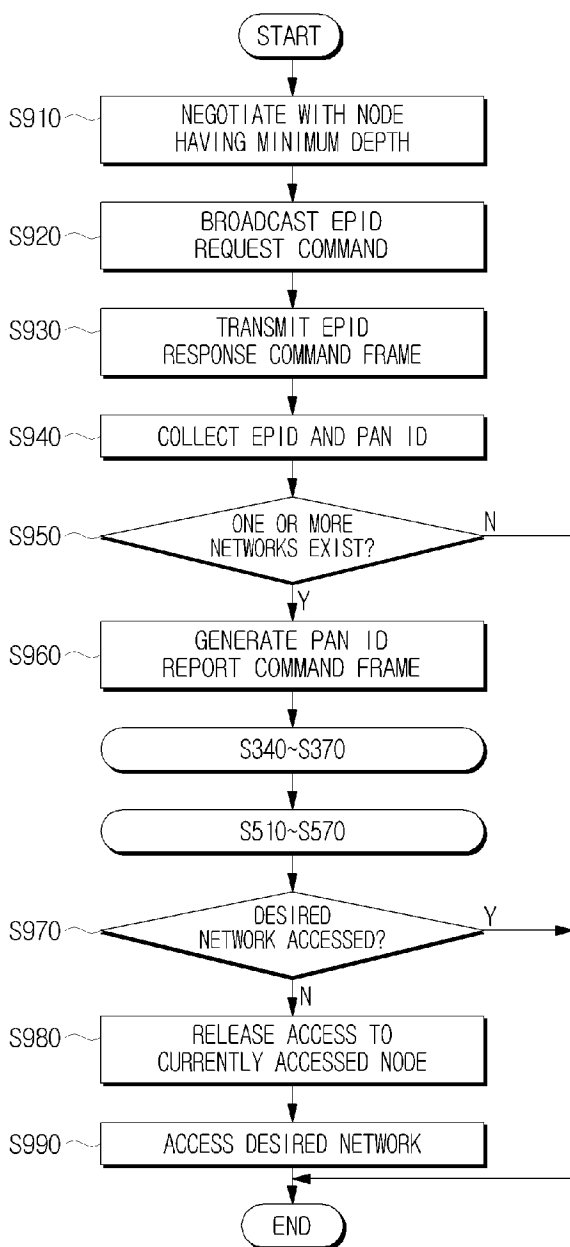 START
S910
NEGOTIATE WITH NODE
HAVING MINIMUM DEPTH
S920
BROADCAST EPID
REQUEST COMMAND
S930
TRANSMIT EPID
RESPONSE COMMAND FRAME
S940
COLLECT EPID AND PAN ID
S950
ONE OR MORE
NETWORKS EXIST?
N
Y
S960
GENERATE PAN ID
REPORT COMMAND FRAME
S340~S370
S510~S570
S970
DESIRED
NETWORK ACCESSED?
Y
N
S980
RELEASE ACCESS TO
CURRENTLY ACCESSED NODE
S990
ACCESS DESIRED NETWORK
END